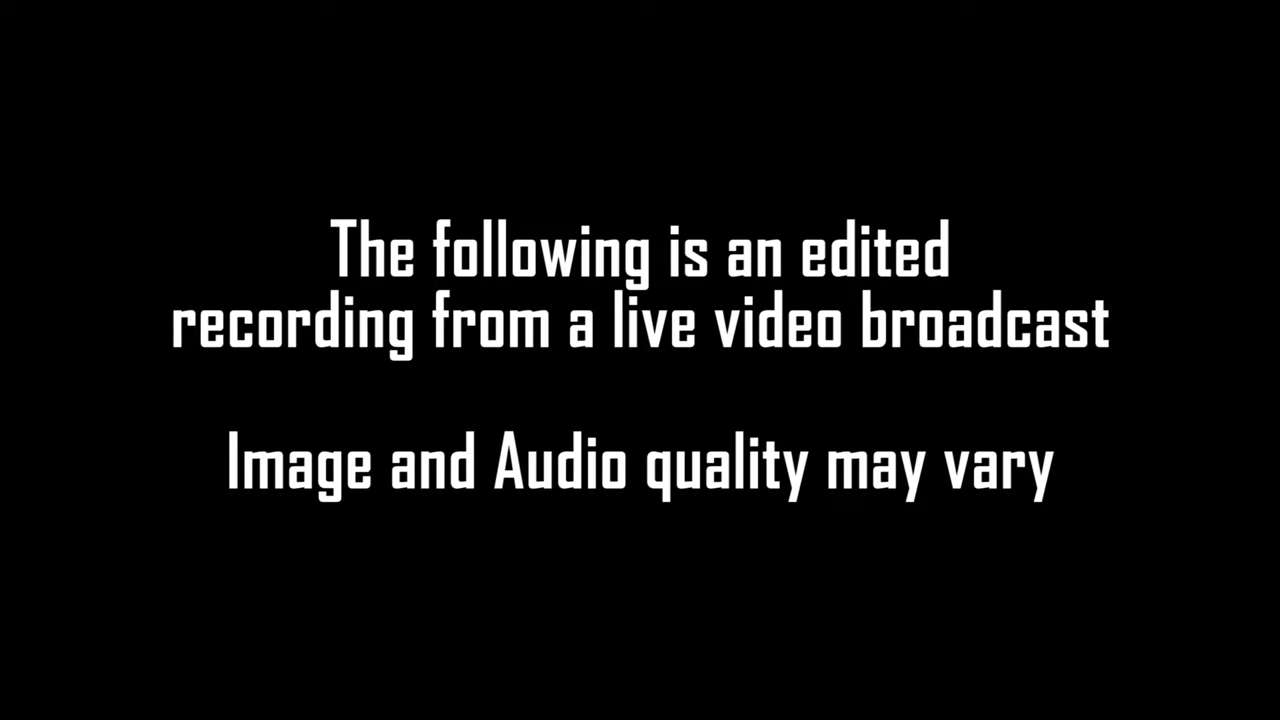 The following is an edited
recording from a live video broadcast
Image and Audio quality may vary